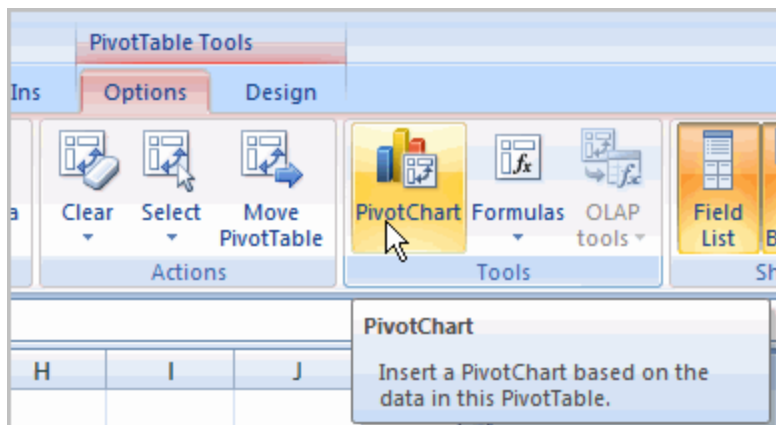 PivotTable Tools
Ins Options Design
a Clear Select Move PivotTable PivotChart Formulas OLAP tools Field List B
Actions Tools Sh
PivotChart
Insert a PivotChart based on the
data in this PivotTable.
H I J